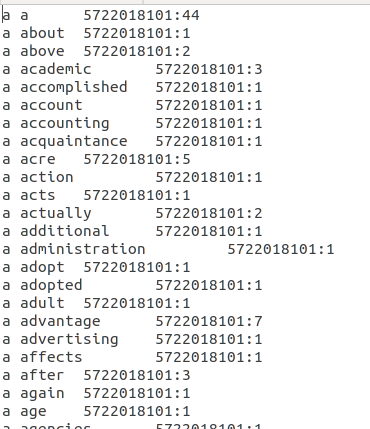 a a 5722018101:44
a about 5722018101:1
a above 5722018101:2
a academic 5722018101:3
a accomplished 5722018101:1
a account 5722018101:1
a accounting 5722018101:1
a acquaintance 5722018101:1
a acre 5722018101:5
a action 5722018101:1
a acts 5722018101:1
a actually 5722018101:2
a additional 5722018101:1
a administration 5722018101:1
a adopt 5722018101:1
a adopted 5722018101:1
a adult 5722018101:1
a advantage 5722018101:7
a advertising 5722018101:1
a affects 5722018101:1
a after 5722018101:3
a again 5722018101:1
a age 5722018101:1
a agencies 5722018101:1